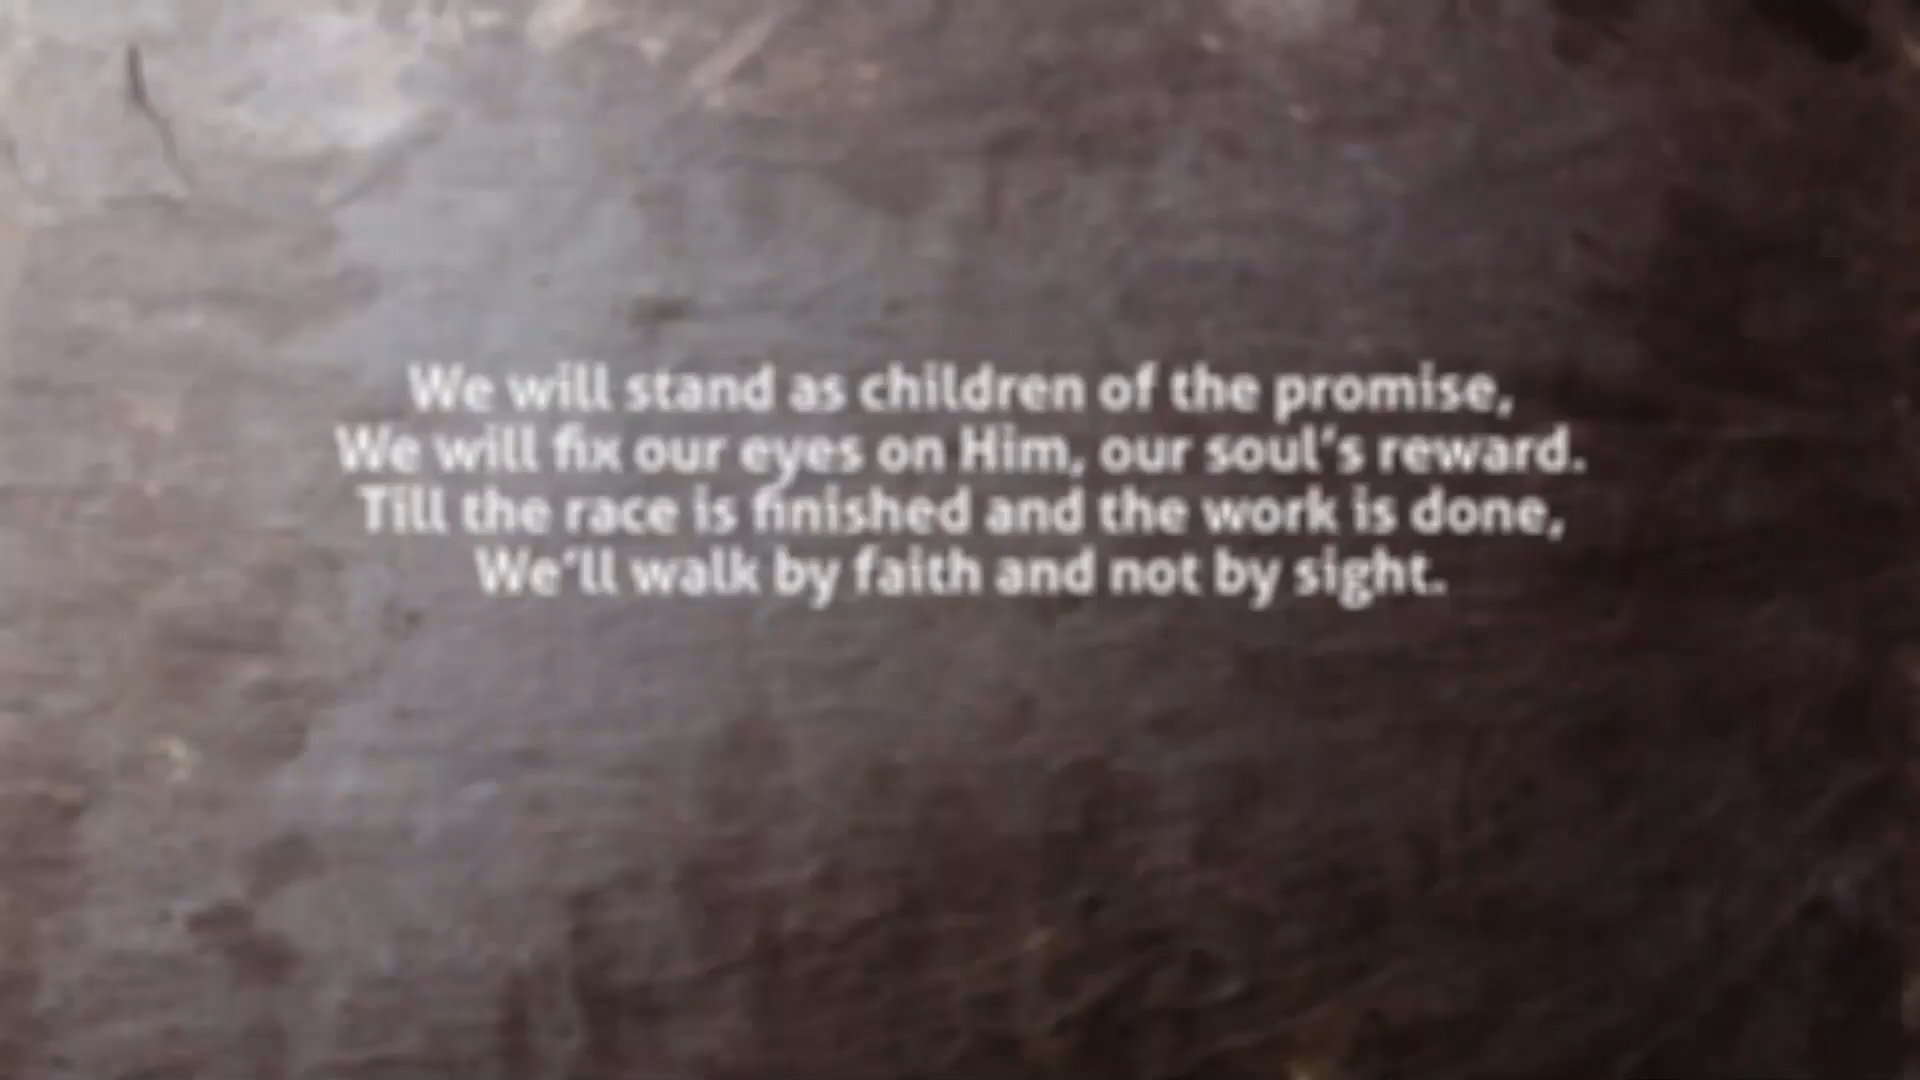 We will stand as children of the promise,
We will fix our eyes on Him, our soul’s reward.
Till the race is finished and the work is done,
We’ll walk by faith and not by sight.